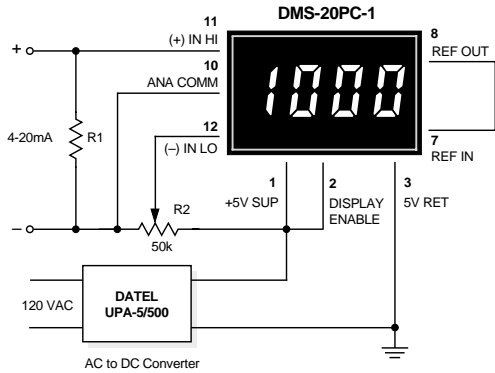 DMS-20PC-1
11
(+) IN HI
8
REF OUT
+
10
ANA COMM
1000
4-20mA
R1
12
(–) IN LO
7
REF IN
1
+5V SUP
2
DISPLAY
ENABLE
3
5V RET
R2
50k
–
120 VAC
DATEL
UPA-5/500
AC to DC Converter